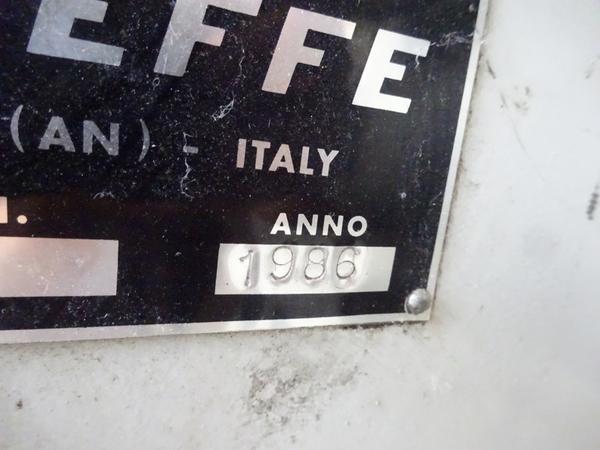 EFFE
(AN) - ITALY
ANNO
1986